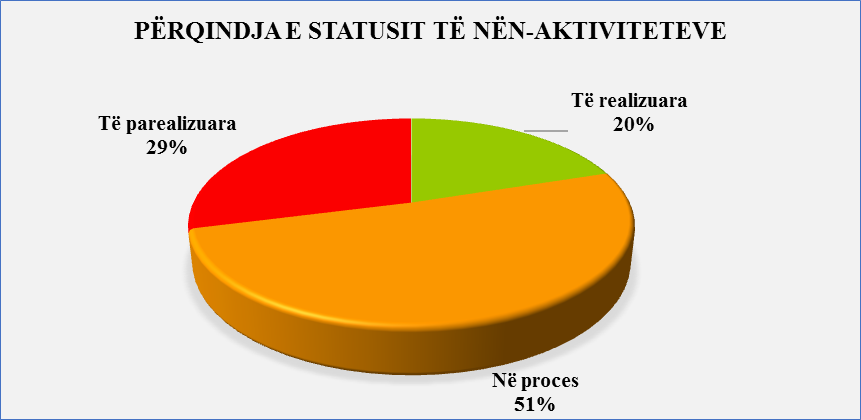 PËRQINDJA E STATUSIT TË NËN-AKTIVITETEVE
Të realizuara
20%
Të parealizuara
29%
Në proces
51%